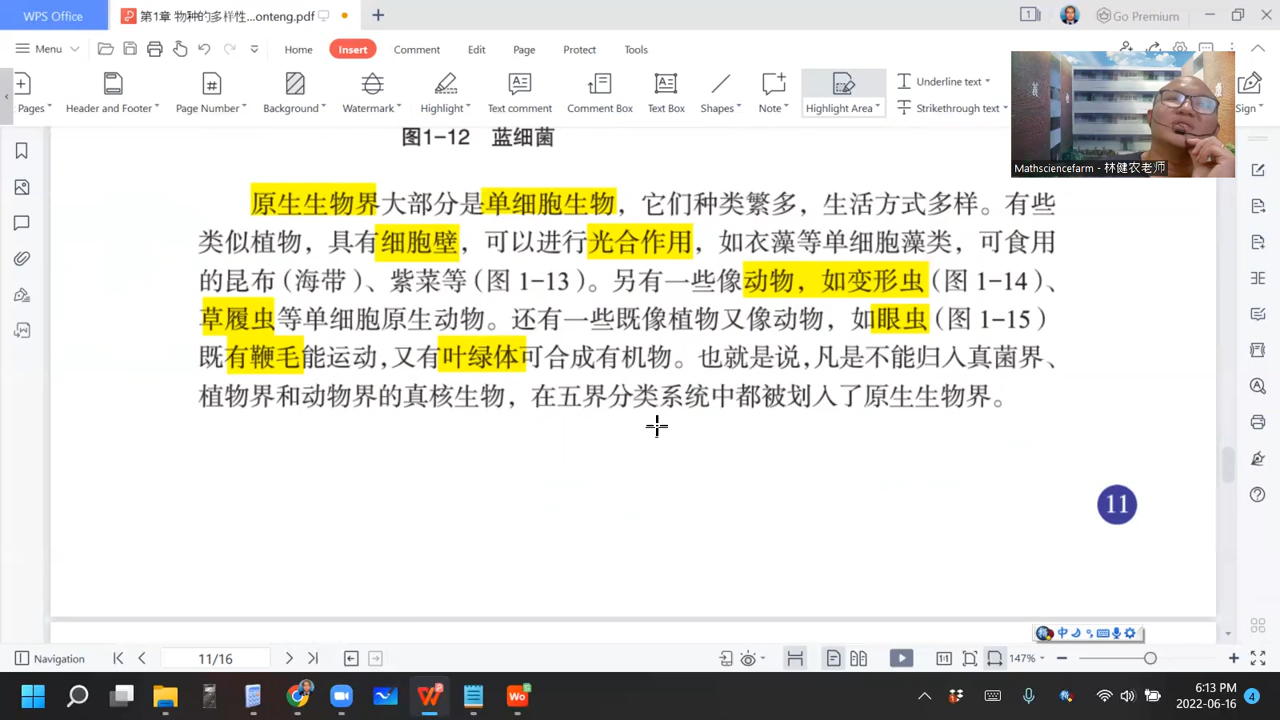 WPS Office
第1章 物种的多样性...onteng.pdf
1
Go Premium
Menu
Home
Insert
Comment
Edit
Page
Protect
Tools
Pages
Header and Footer
Page Number
Background
Watermark
Highlight
Text comment
Comment Box
Text Box
Shapes
Note
Highlight Area
Underline text
Strikethrough text
Sign
Mathsciencefarm - 林健农老师
图1-12 蓝细菌
原生生物界大部分是单细胞生物，它们种类繁多，生活方式多样。有些
类似植物，具有细胞壁，可以进行光合作用，如衣藻等单细胞藻类，可食用
的昆布（海带）、紫菜等（图 1-13）。另有一些像动物，如变形虫（图 1-14）、
草履虫等单细胞原生动物。还有一些既像植物又像动物，如眼虫（图 1-15）
既有鞭毛能运动，又有叶绿体可合成有机物。也就是说，凡是不能归入真菌界、
植物界和动物界的真核生物，在五界分类系统中都被划入了原生生物界。
11
中
Navigation
11/16
1:1
147%
W
Wo
6:13 PM
2022-06-16
4